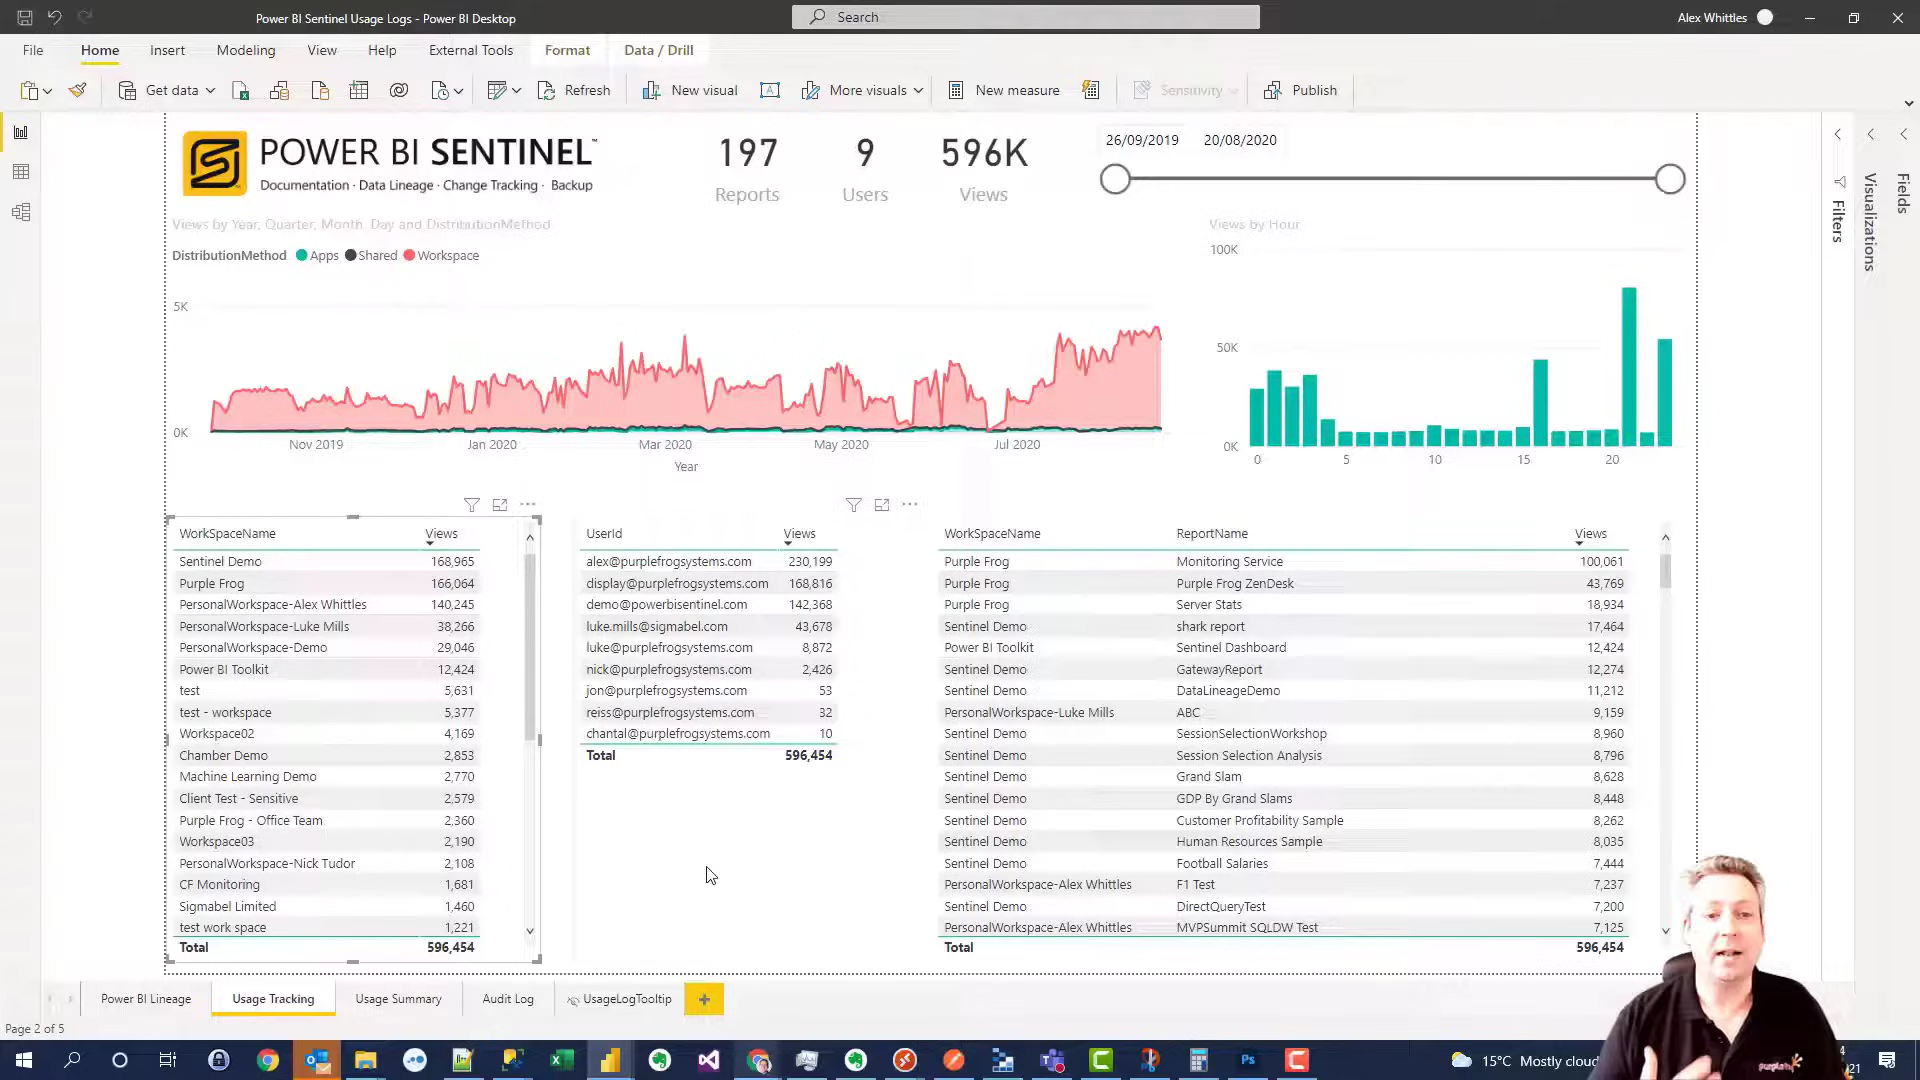 Power BI Sentinel Usage Logs - Power BI Desktop
Search
Alex Whittles
File Home Insert Modeling View Help External Tools Format Data / Drill
Get data Refresh New visual More visuals New measure Sensitivity Publish
POWER BI SENTINEL™
Documentation · Data Lineage · Change Tracking · Backup
197 9 596K
Reports Users Views
26/09/2019 20/08/2020
Filters
Visualizations
Fields
Views by Year, Quarter, Month, Day and DistributionMethod
DistributionMethod Apps Shared Workspace
5K
0K
Nov 2019 Jan 2020 Mar 2020 May 2020 Jul 2020
Year
Views by Hour
100K
50K
0K
0 5 10 15 20
WorkSpaceName Views
Sentinel Demo 168,965
Purple Frog 166,064
PersonalWorkspace-Alex Whittles 140,245
PersonalWorkspace-Luke Mills 38,266
PersonalWorkspace-Demo 29,046
Power BI Toolkit 12,424
test 5,631
test - workspace 5,377
Workspace02 4,169
Chamber Demo 2,853
Machine Learning Demo 2,770
Client Test - Sensitive 2,579
Purple Frog - Office Team 2,360
Workspace03 2,190
PersonalWorkspace-Nick Tudor 2,108
CF Monitoring 1,681
Sigmabel Limited 1,460
test work space 1,221
Total 596,454
UserId Views
alex@purplefrogsystems.com 230,199
display@purplefrogsystems.com 168,816
demo@powerbisentinel.com 142,368
luke.mills@sigmabel.com 43,678
luke@purplefrogsystems.com 8,872
nick@purplefrogsystems.com 2,426
jon@purplefrogsystems.com 53
reiss@purplefrogsystems.com 32
chantal@purplefrogsystems.com 10
Total 596,454
WorkSpaceName ReportName Views
Purple Frog Monitoring Service 100,061
Purple Frog Purple Frog ZenDesk 43,769
Purple Frog Server Stats 18,934
Sentinel Demo shark report 17,464
Power BI Toolkit Sentinel Dashboard 12,424
Sentinel Demo GatewayReport 12,274
Sentinel Demo DataLineageDemo 11,212
PersonalWorkspace-Luke Mills ABC 9,159
Sentinel Demo SessionSelectionWorkshop 8,960
Sentinel Demo Session Selection Analysis 8,796
Sentinel Demo Grand Slam 8,628
Sentinel Demo GDP By Grand Slams 8,448
Sentinel Demo Customer Profitability Sample 8,262
Sentinel Demo Human Resources Sample 8,035
Sentinel Demo Football Salaries 7,444
PersonalWorkspace-Alex Whittles F1 Test 7,237
Sentinel Demo DirectQueryTest 7,200
PersonalWorkspace-Alex Whittles MVPSummit SQLDW Test 7,125
Total 596,454
Power BI Lineage Usage Tracking Usage Summary Audit Log UsageLogTooltip +
Page 2 of 5
15°C Mostly cloud